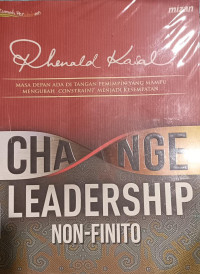 mizan
Rhenald Kasali
MASA DEPAN ADA DI TANGAN PEMIMPIN YANG MAMPU
MENGUBAH CONSTRAINT MENJADI KESEMPATAN
CHANGE
LEADERSHIP
NON-FINITO